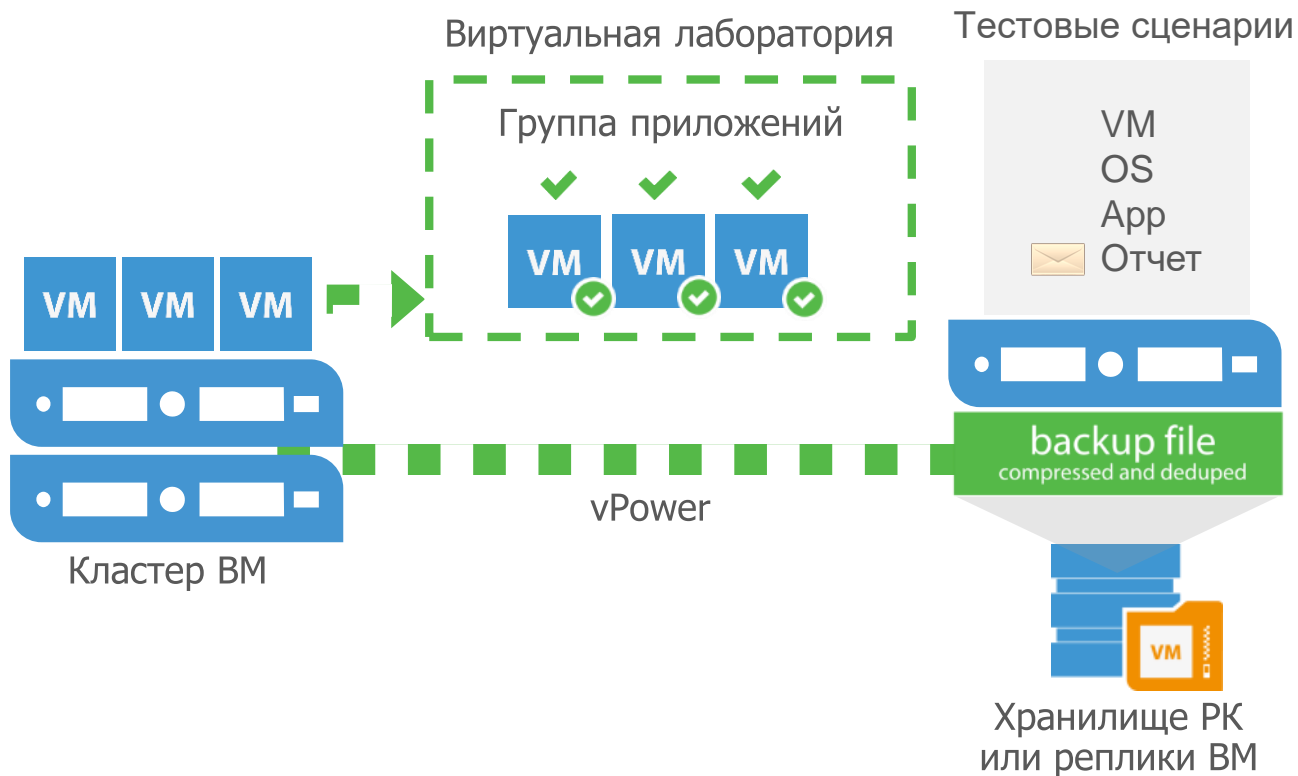 Виртуальная лаборатория
Тестовые сценарии
Группа приложений
VM
OS
App
Отчет
VM
VM
VM
VM
VM
VM
backup file
compressed and deduped
vPower
Кластер ВМ
VM
Хранилище РК
или реплики ВМ